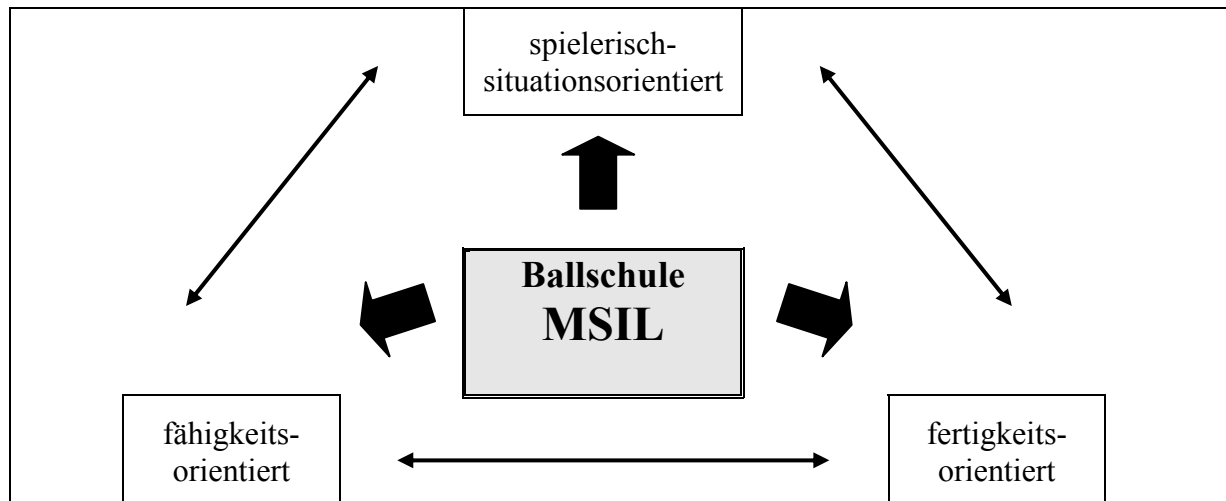 spielerisch-
situationsorientiert
Ballschule
MSIL
fähigkeits-
orientiert
fertigkeits-
orientiert